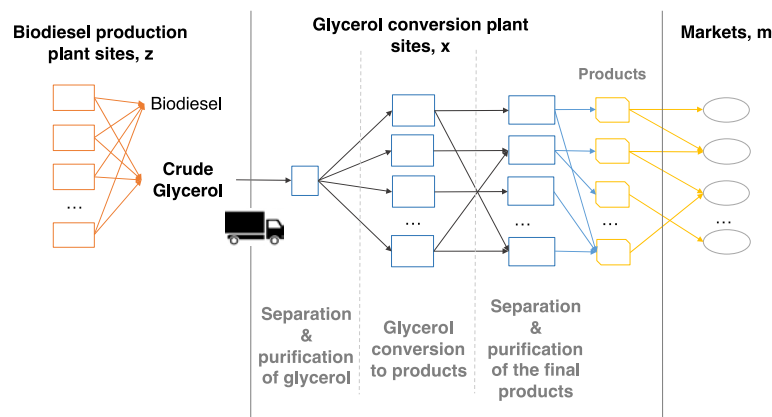 Biodiesel production
plant sites, z
Glycerol conversion plant
sites, x
Markets, m
Products
Biodiesel
Crude
Glycerol
...
...
...
...
...
Separation
&
purification
of glycerol
Glycerol
conversion
to products
Separation
&
purification
of the final
products